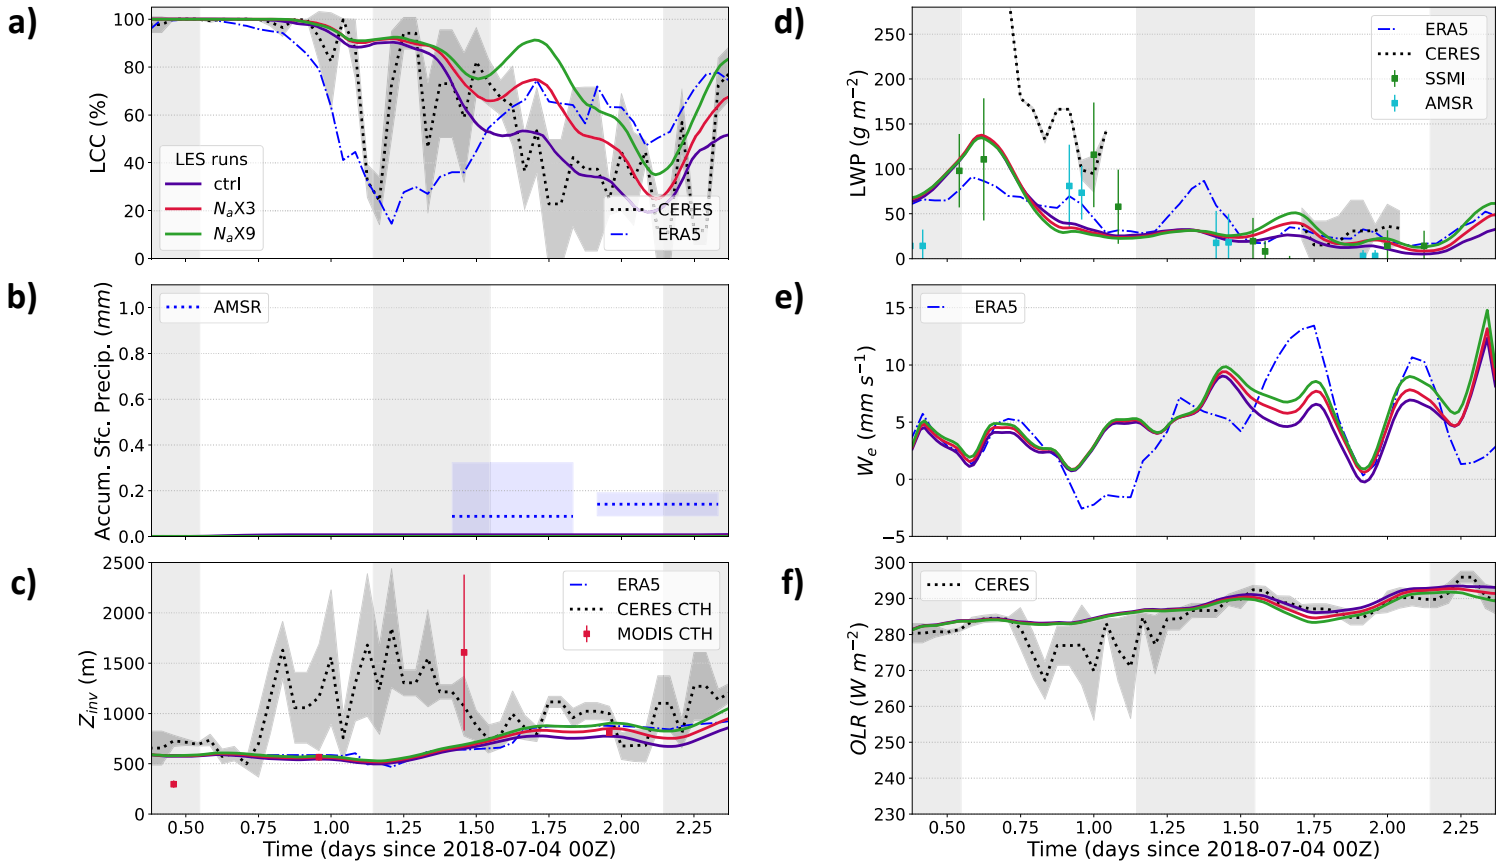 a)
100
80
60
40
20
0
LCC (%)
LES runs
ctrl
NₐX3
NₐX9
CERES
ERA5
b)
1.0
0.8
0.6
0.4
0.2
0.0
Accum. Sfc. Precip. (mm)
AMSR
c)
2500
2000
1500
1000
500
0
Z_inv (m)
ERA5
CERES CTH
MODIS CTH
0.50 0.75 1.00 1.25 1.50 1.75 2.00 2.25
Time (days since 2018-07-04 00Z)
d)
250
200
150
100
50
0
LWP (g m⁻²)
ERA5
CERES
SSMI
AMSR
e)
15
10
5
0
−5
Wₑ (mm s⁻¹)
ERA5
f)
300
290
280
270
260
250
240
230
OLR (W m⁻²)
CERES
0.50 0.75 1.00 1.25 1.50 1.75 2.00 2.25
Time (days since 2018-07-04 00Z)